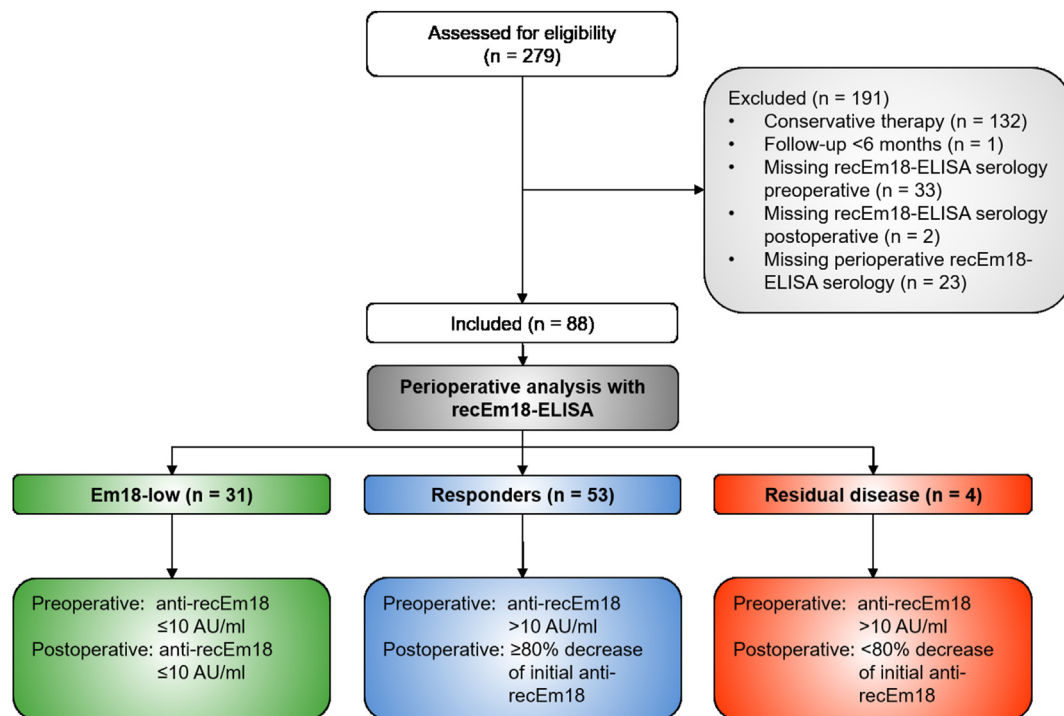 Assessed for eligibility
(n = 279)
Excluded (n = 191)
• Conservative therapy (n = 132)
• Follow-up <6 months (n = 1)
• Missing recEm18-ELISA serology
preoperative (n = 33)
• Missing recEm18-ELISA serology
postoperative (n = 2)
• Missing perioperative recEm18-
ELISA serology (n = 23)
Included (n = 88)
Perioperative analysis with
recEm18-ELISA
Em18-low (n = 31)
Responders (n = 53)
Residual disease (n = 4)
Preoperative: anti-recEm18
≤10 AU/ml
Postoperative: anti-recEm18
≤10 AU/ml
Preoperative: anti-recEm18
>10 AU/ml
Postoperative: ≥80% decrease
of initial anti-
recEm18
Preoperative: anti-recEm18
>10 AU/ml
Postoperative: <80% decrease
of initial anti-
recEm18